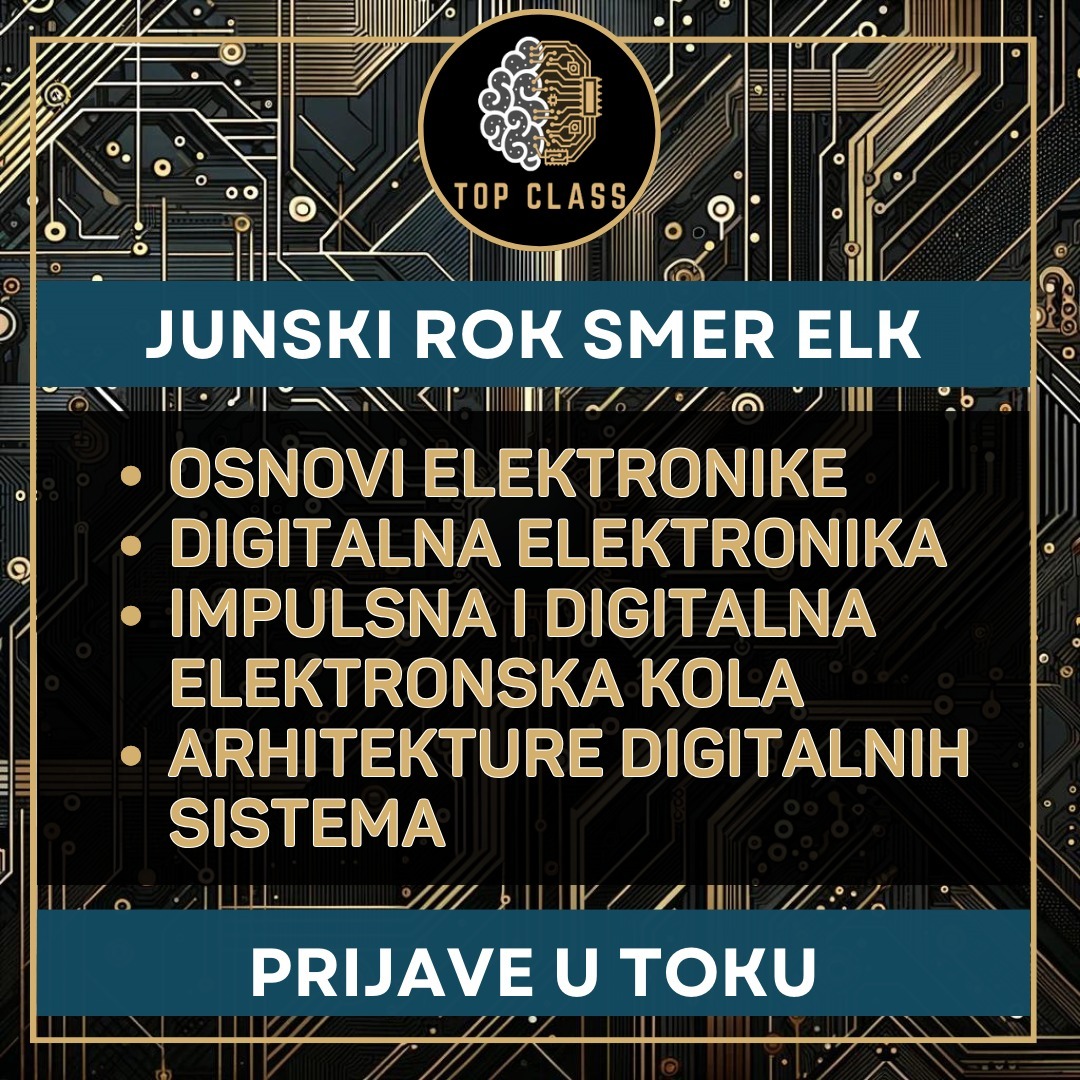 TOP CLASS
JUNSKI ROK SMER ELK
• OSNOVI ELEKTRONIKE
• DIGITALNA ELEKTRONIKA
• IMPULSNA I DIGITALNA
ELEKTRONSKA KOLA
• ARHITEKTURE DIGITALNIH
SISTEMA
PRIJAVE U TOKU